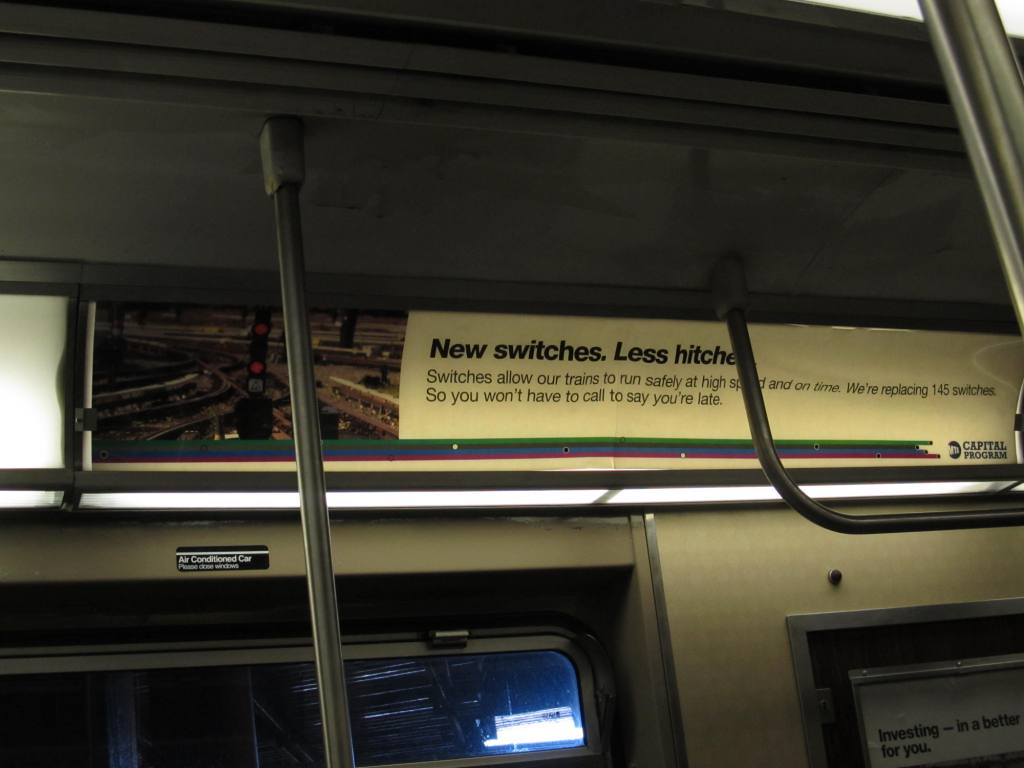 New switches. Less hitche
Switches allow our trains to run safely at high sp d and on time. We're replacing 145 switches.
So you won't have to call to say you're late.
CAPITAL
PROGRAM
Air Conditioned Car
Please close windows
Investing – in a better
for you.